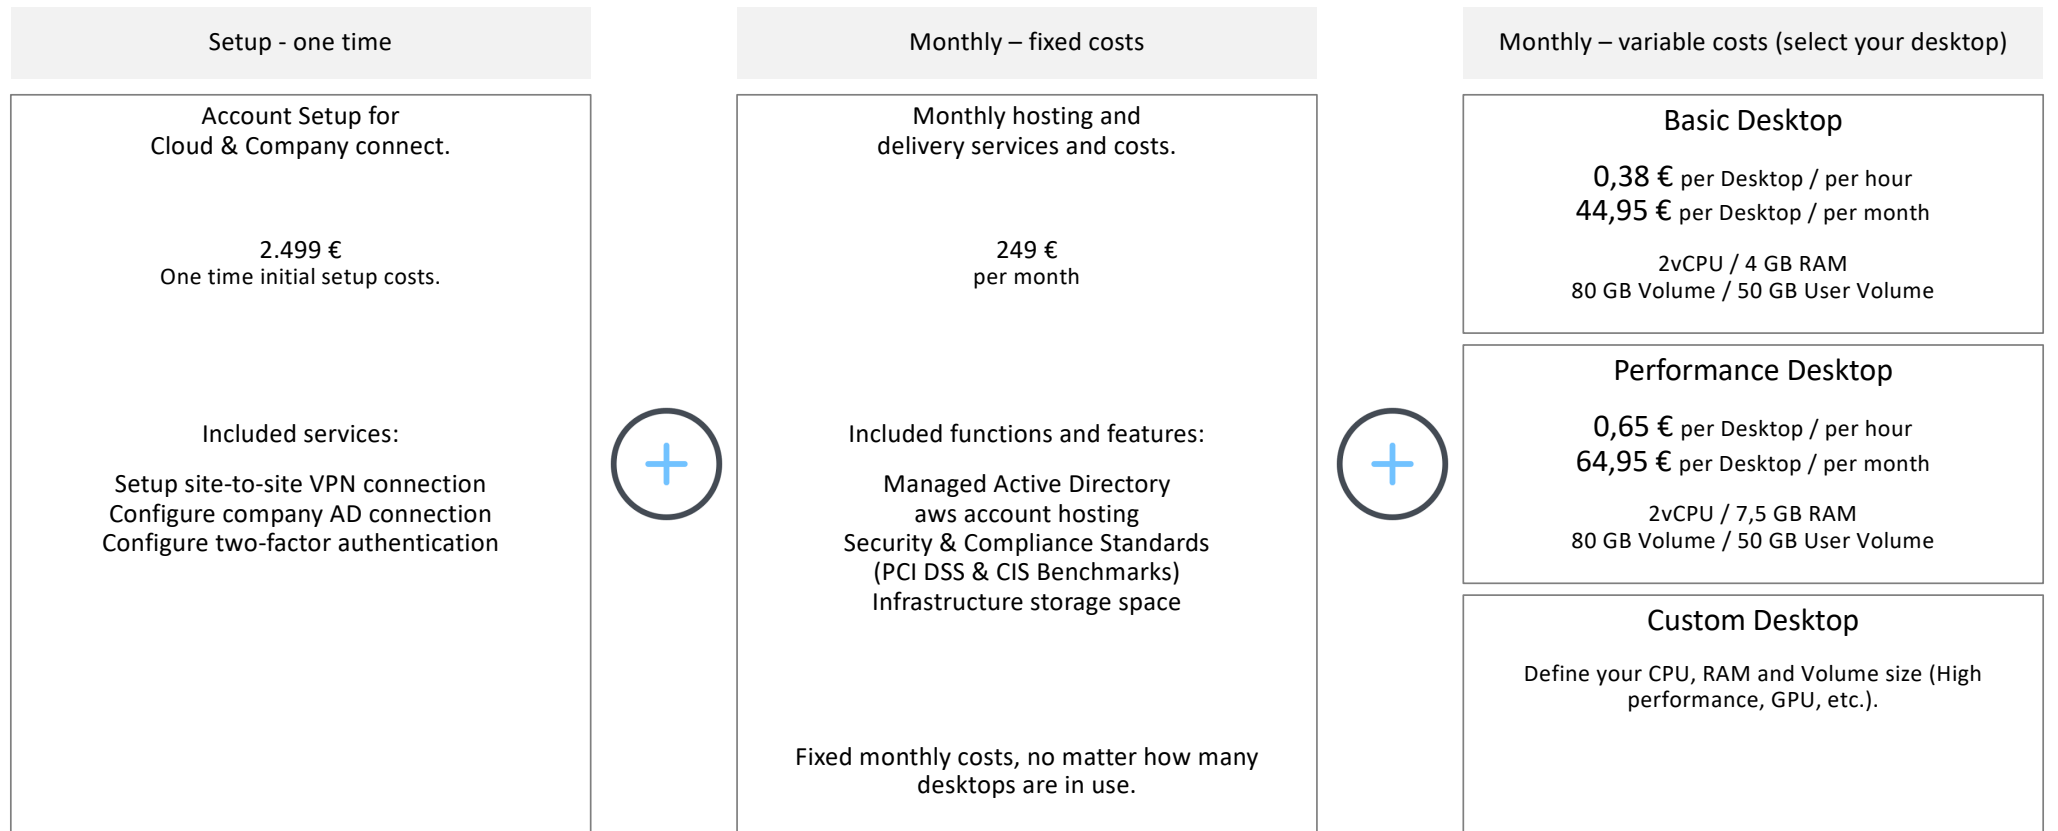 Setup - one time
Account Setup for
Cloud & Company connect.
2.499 €
One time initial setup costs.
Included services:
Setup site-to-site VPN connection
Configure company AD connection
Configure two-factor authentication
Monthly – fixed costs
Monthly hosting and
delivery services and costs.
249 €
per month
Included functions and features:
Managed Active Directory
aws account hosting
Security & Compliance Standards
(PCI DSS & CIS Benchmarks)
Infrastructure storage space
Fixed monthly costs, no matter how many
desktops are in use.
Monthly – variable costs (select your desktop)
Basic Desktop
0,38 € per Desktop / per hour
44,95 € per Desktop / per month
2vCPU / 4 GB RAM
80 GB Volume / 50 GB User Volume
Performance Desktop
0,65 € per Desktop / per hour
64,95 € per Desktop / per month
2vCPU / 7,5 GB RAM
80 GB Volume / 50 GB User Volume
Custom Desktop
Define your CPU, RAM and Volume size (High
performance, GPU, etc.).